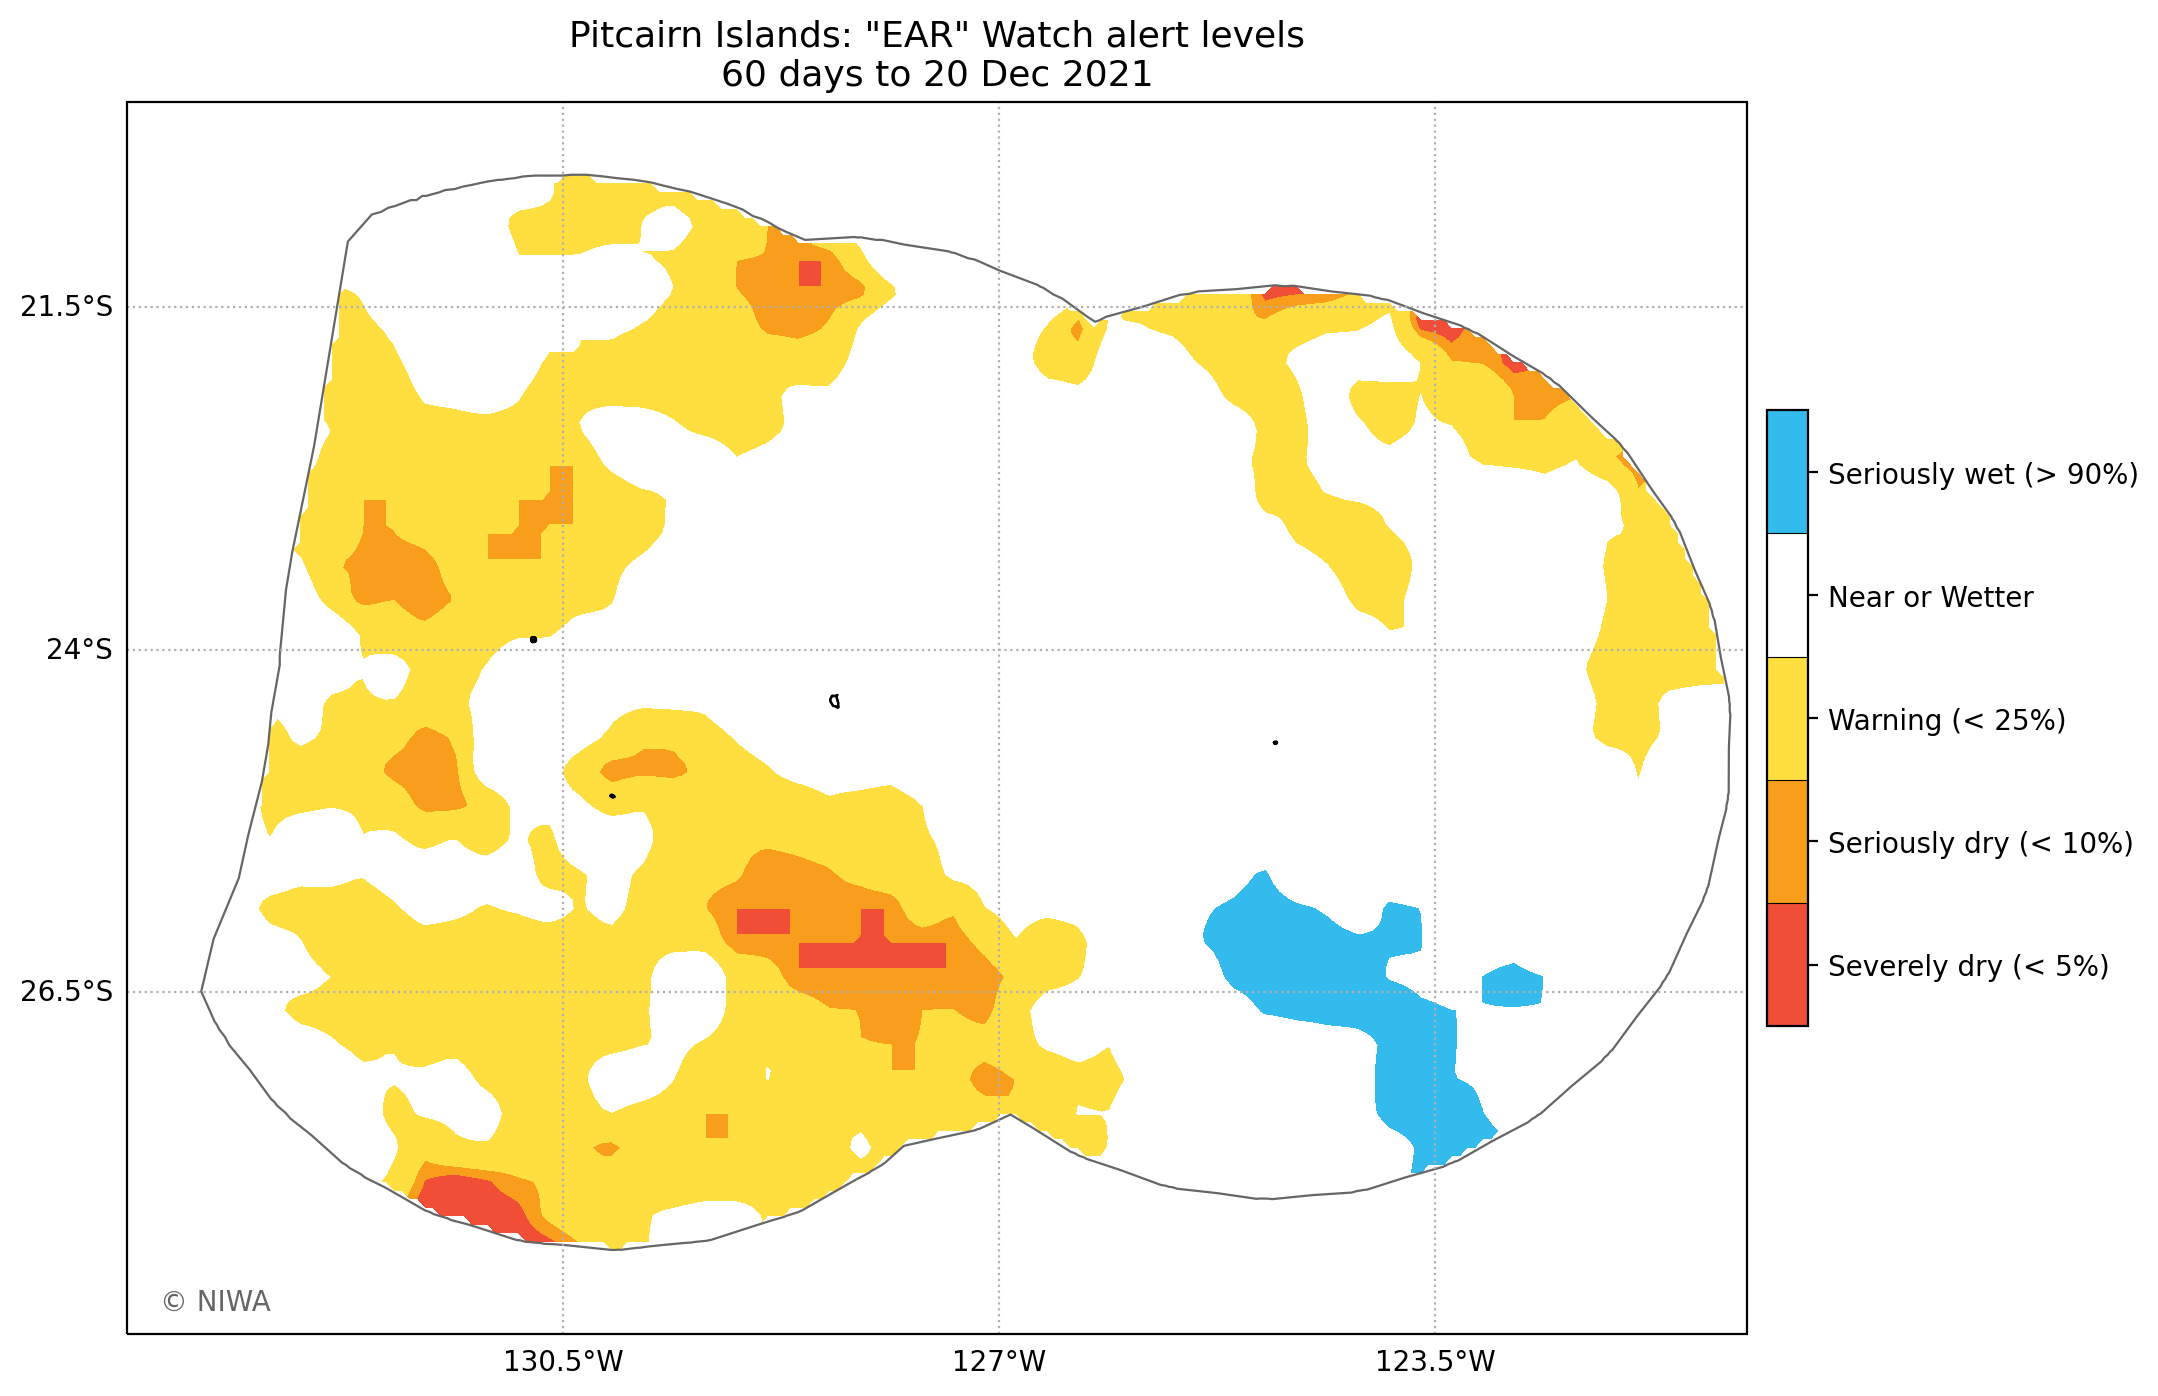 Pitcairn Islands: "EAR" Watch alert levels
60 days to 20 Dec 2021
21.5°S
24°S
26.5°S
130.5°W
127°W
123.5°W
Seriously wet (> 90%)
Near or Wetter
Warning (< 25%)
Seriously dry (< 10%)
Severely dry (< 5%)
© NIWA